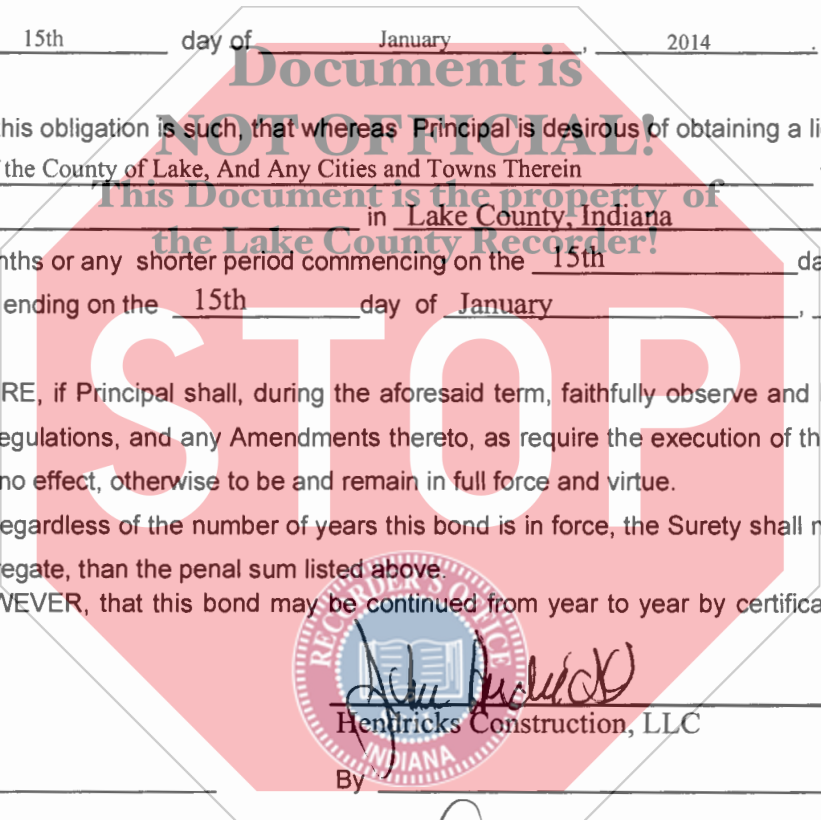 15th day of January , 2014 .
Document is
his obligation is such, that whereas Principal is desirous of obtaining a li
NOT OFFICIAL!
the County of Lake, And Any Cities and Towns Therein
This Document is the property of
in Lake County, Indiana
the Lake County Recorder!
nths or any shorter period commencing on the 15th da
ending on the 15th day of January ,
STOP
RE, if Principal shall, during the aforesaid term, faithfully observe and
egulations, and any Amendments thereto, as require the execution of th
no effect, otherwise to be and remain in full force and virtue.
egardless of the number of years this bond is in force, the Surety shall n
egate, than the penal sum listed above.
WEVER, that this bond may be continued from year to year by certifica
RECORDER'S OFFICE
John Hendricks
Hendricks Construction, LLC
INDIANA
By